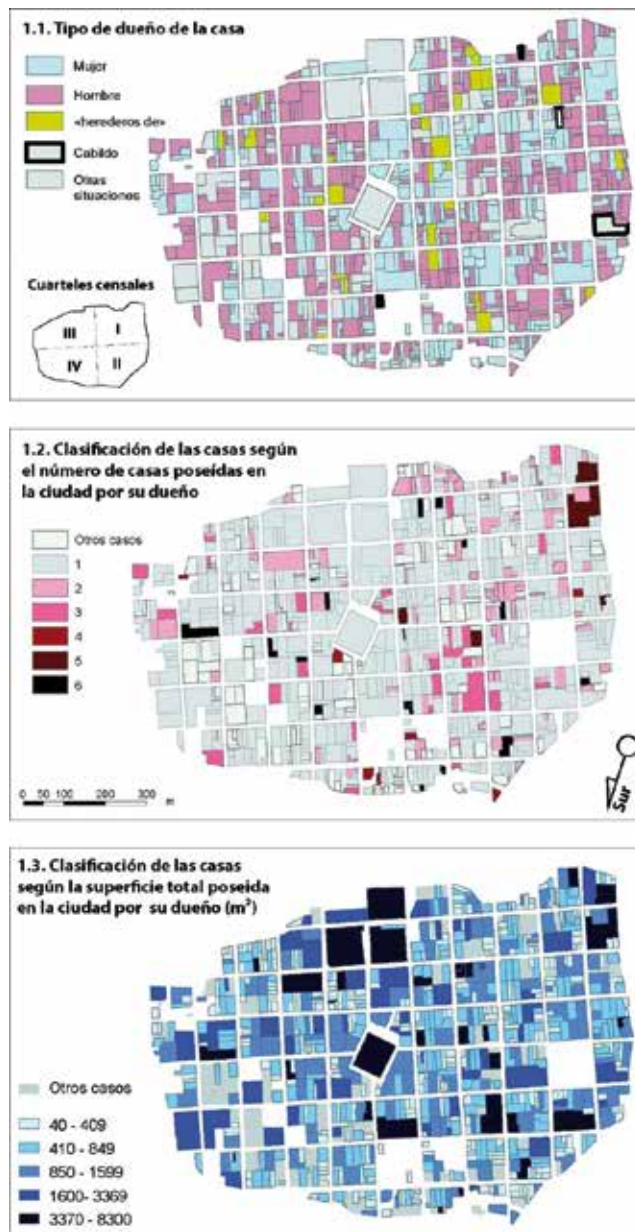 1.1. Tipo de dueño de la casa
Mujer
Hombre
«herederos de»
Cabildo
Otras
situaciones
Cuarteles censales
III
I
IV
II
1.2. Clasificación de las casas según
el número de casas poseídas en
la ciudad por su dueño
Otros casos
1
2
3
4
5
6
0 50 100 200 300
m
Sur
1.3. Clasificación de las casas
según la superficie total poseida
en la ciudad por su dueño (m²)
Otros casos
40 - 409
410 - 849
850 - 1599
1600 - 3369
3370 - 8300